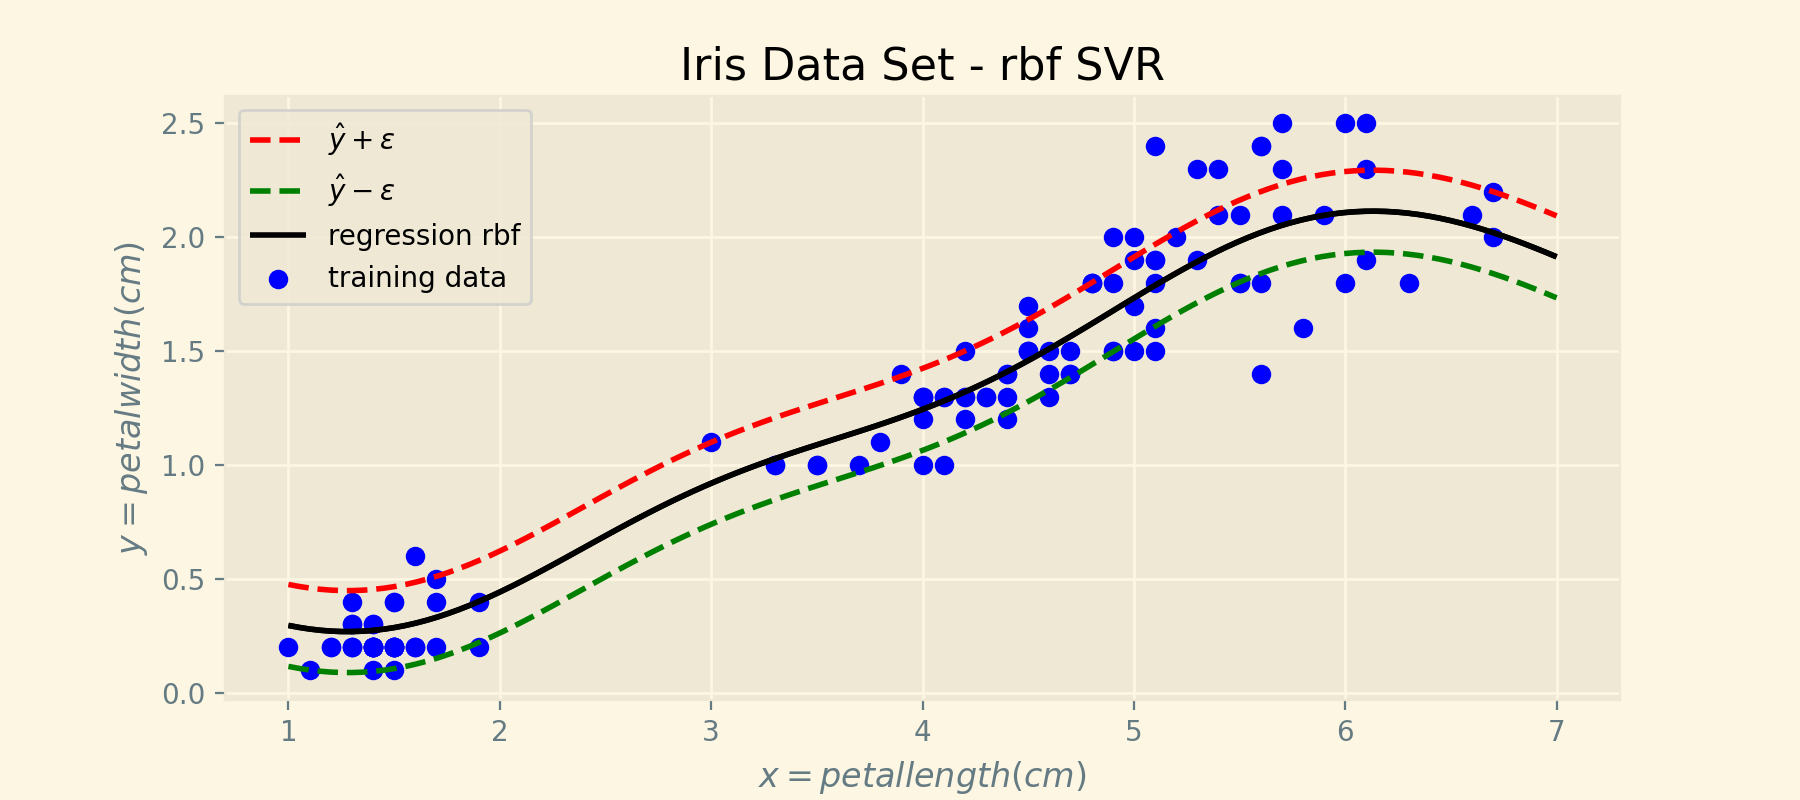 Iris Data Set - rbf SVR
ŷ + ε
ŷ − ε
regression rbf
training data
2.5
2.0
1.5
1.0
0.5
0.0
y = petalwidth(cm)
1 2 3 4 5 6 7
x = petallength(cm)